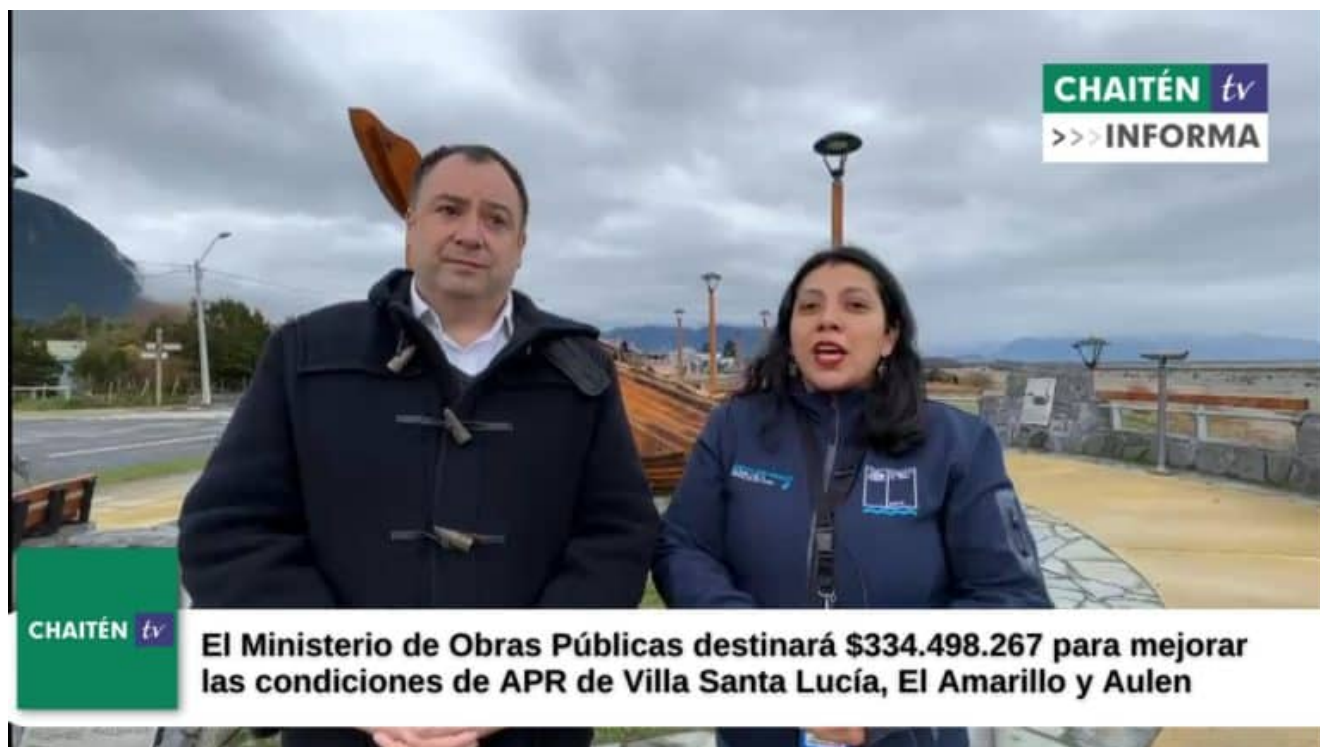 CHAITÉN tv
>>>INFORMA
CHAITÉN tv
El Ministerio de Obras Públicas destinará $334.498.267 para mejorar
las condiciones de APR de Villa Santa Lucía, El Amarillo y Aulen